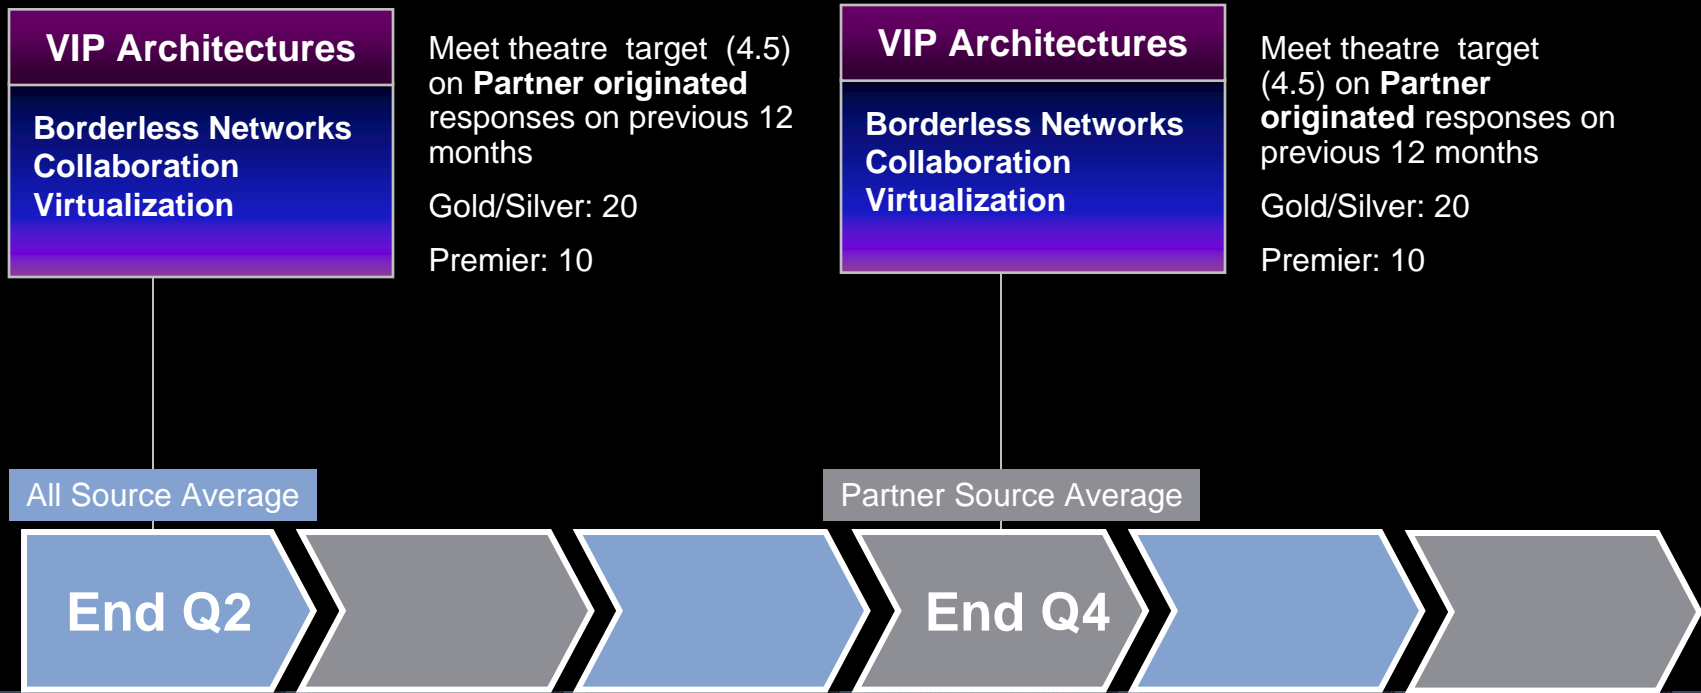 VIP Architectures
Borderless Networks
Collaboration
Virtualization
Meet theatre  target  (4.5)
on Partner originated
responses on previous 12
months
Gold/Silver: 20
Premier: 10
VIP Architectures
Borderless Networks
Collaboration
Virtualization
Meet theatre  target
(4.5) on Partner
originated responses on
previous 12 months
Gold/Silver: 20
Premier: 10
All Source Average
Partner Source Average
End Q2
End Q4